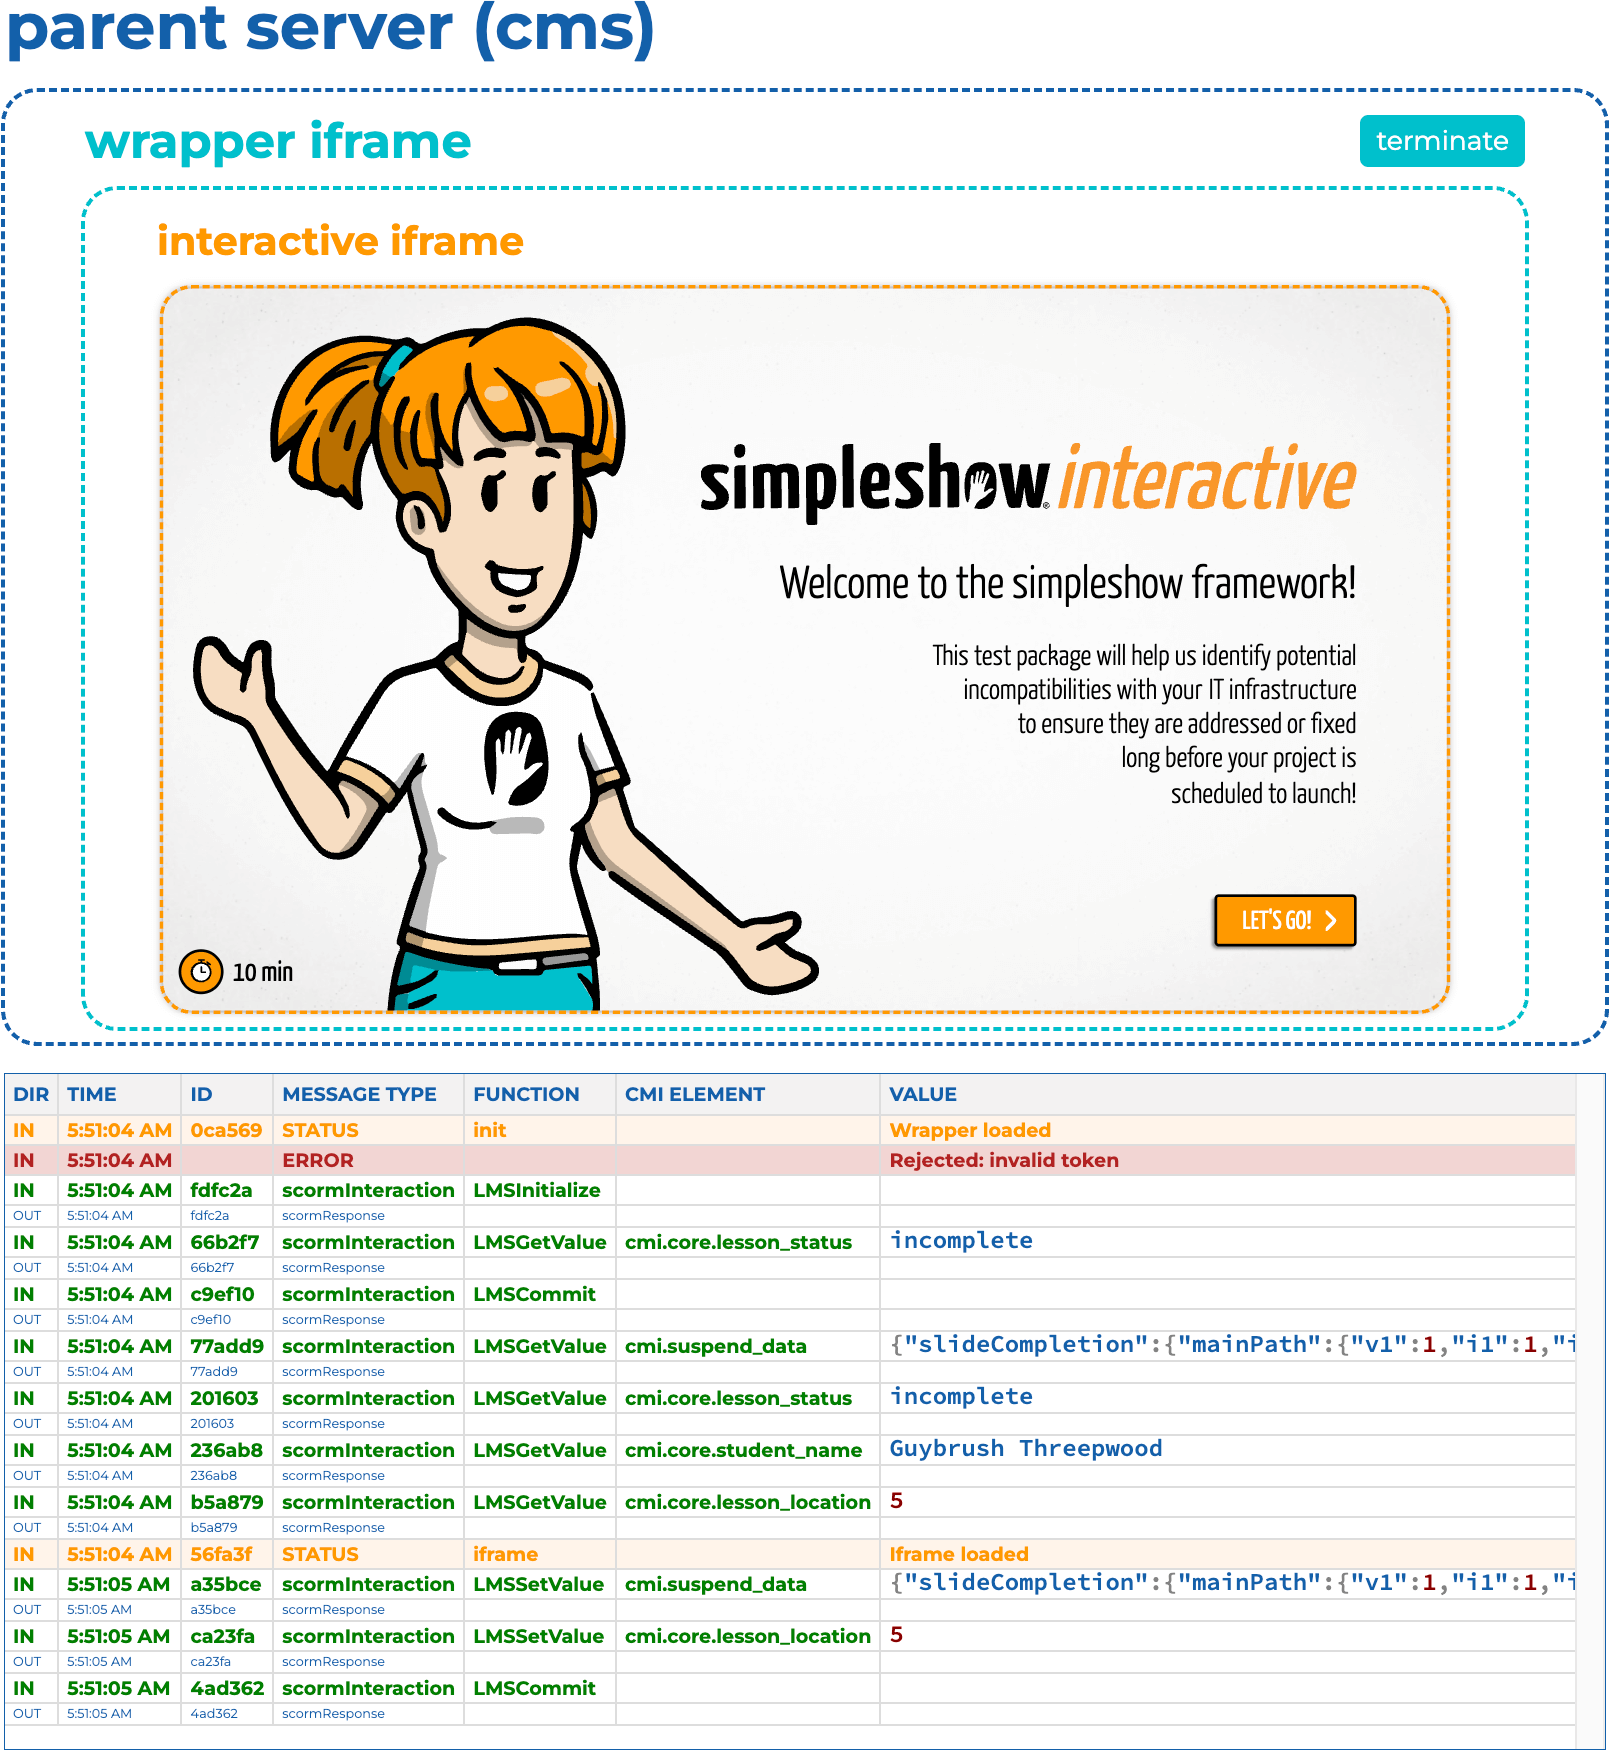 parent server (cms)
wrapper iframe
terminate
interactive iframe
simpleshow® interactive
Welcome to the simpleshow framework!
This test package will help us identify potential
incompatibilities with your IT infrastructure
to ensure they are addressed or fixed
long before your project is
scheduled to launch!
LET'S GO!
10 min
DIR TIME ID MESSAGE TYPE FUNCTION CMI ELEMENT VALUE
IN 5:51:04 AM 0ca569 STATUS init Wrapper loaded
IN 5:51:04 AM ERROR Rejected: invalid token
IN 5:51:04 AM fdfc2a scormInteraction LMSInitialize
OUT 5:51:04 AM fdfc2a scormResponse
IN 5:51:04 AM 66b2f7 scormInteraction LMSGetValue cmi.core.lesson_status incomplete
OUT 5:51:04 AM 66b2f7 scormResponse
IN 5:51:04 AM c9ef10 scormInteraction LMSCommit
OUT 5:51:04 AM c9ef10 scormResponse
IN 5:51:04 AM 77add9 scormInteraction LMSGetValue cmi.suspend_data {"slideCompletion":{"mainPath":{"v1":1,"i1":1,"i
OUT 5:51:04 AM 77add9 scormResponse
IN 5:51:04 AM 201603 scormInteraction LMSGetValue cmi.core.lesson_status incomplete
OUT 5:51:04 AM 201603 scormResponse
IN 5:51:04 AM 236ab8 scormInteraction LMSGetValue cmi.core.student_name Guybrush Threepwood
OUT 5:51:04 AM 236ab8 scormResponse
IN 5:51:04 AM b5a879 scormInteraction LMSGetValue cmi.core.lesson_location 5
OUT 5:51:04 AM b5a879 scormResponse
IN 5:51:04 AM 56fa3f STATUS iframe Iframe loaded
IN 5:51:05 AM a35bce scormInteraction LMSSetValue cmi.suspend_data {"slideCompletion":{"mainPath":{"v1":1,"i1":1,"i
OUT 5:51:05 AM a35bce scormResponse
IN 5:51:05 AM ca23fa scormInteraction LMSSetValue cmi.core.lesson_location 5
OUT 5:51:05 AM ca23fa scormResponse
IN 5:51:05 AM 4ad362 scormInteraction LMSCommit
OUT 5:51:05 AM 4ad362 scormResponse